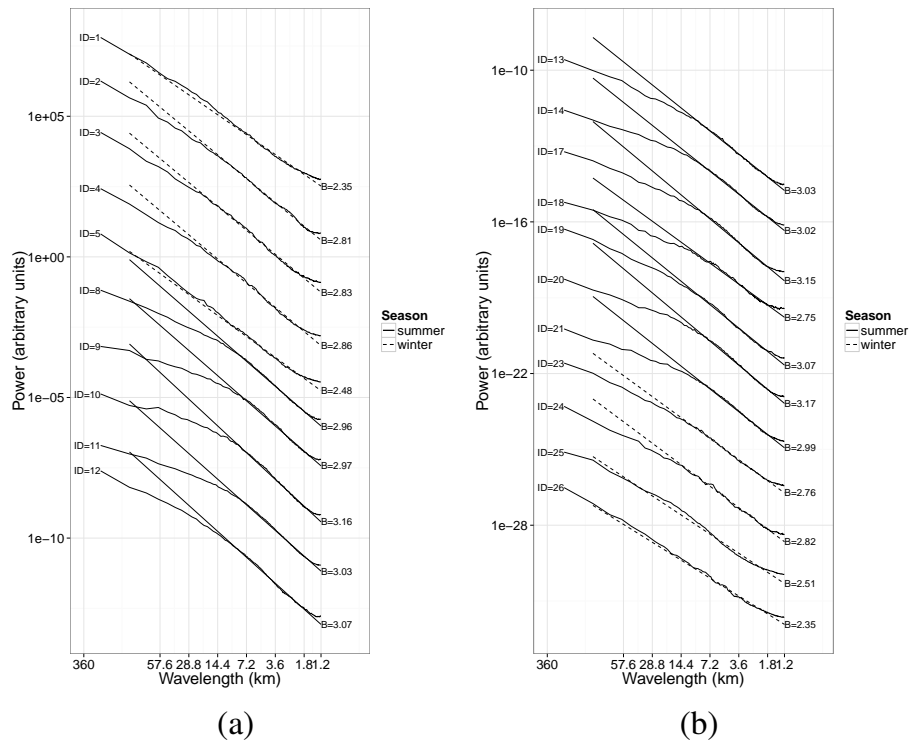 ID=1
ID=2
ID=3
ID=4
ID=5
ID=8
ID=9
ID=10
ID=11
ID=12
B=2.35
B=2.81
B=2.83
B=2.86
B=2.48
B=2.96
B=2.97
B=3.16
B=3.03
B=3.07
1e+05
1e+00
1e−05
1e−10
Power (arbitrary units)
360 57.6 28.8 14.4 7.2 3.6 1.81.2
Wavelength (km)
Season
summer
winter
(a)
ID=13
ID=14
ID=17
ID=18
ID=19
ID=20
ID=21
ID=23
ID=24
ID=25
ID=26
B=3.03
B=3.02
B=3.15
B=2.75
B=3.07
B=3.17
B=2.99
B=2.76
B=2.82
B=2.51
B=2.35
1e−10
1e−16
1e−22
1e−28
Power (arbitrary units)
360 57.6 28.8 14.4 7.2 3.6 1.81.2
Wavelength (km)
Season
summer
winter
(b)